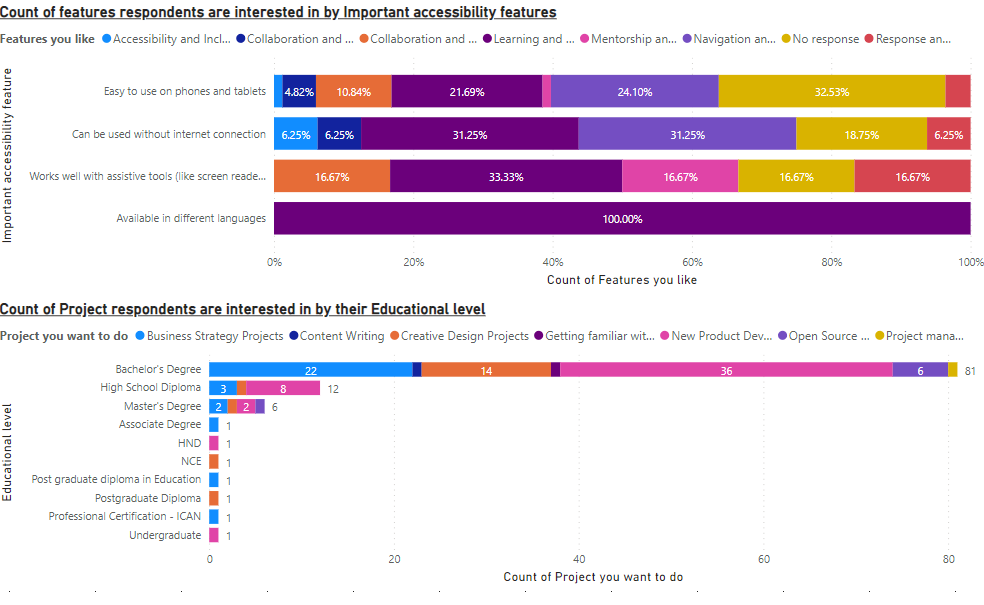 Count of features respondents are interested in by Important accessibility features
Features you like Accessibility and Incl... Collaboration and ... Collaboration and ... Learning and ... Mentorship an... Navigation an... No response Response an...
Important accessibility feature
Easy to use on phones and tablets 4.82% 10.84% 21.69% 24.10% 32.53%
Can be used without internet connection 6.25% 6.25% 31.25% 31.25% 18.75% 6.25%
Works well with assistive tools (like screen reade... 16.67% 33.33% 16.67% 16.67% 16.67%
Available in different languages 100.00%
0% 20% 40% 60% 80% 100%
Count of Features you like
Count of Project respondents are interested in by their Educational level
Project you want to do Business Strategy Projects Content Writing Creative Design Projects Getting familiar wit... New Product Dev... Open Source ... Project mana...
Educational level
Bachelor's Degree 22 14 36 6 81
High School Diploma 3 8 12
Master's Degree 2 2 6
Associate Degree 1
HND 1
NCE 1
Post graduate diploma in Education 1
Postgraduate Diploma 1
Professional Certification - ICAN 1
Undergraduate 1
0 20 40 60 80
Count of Project you want to do